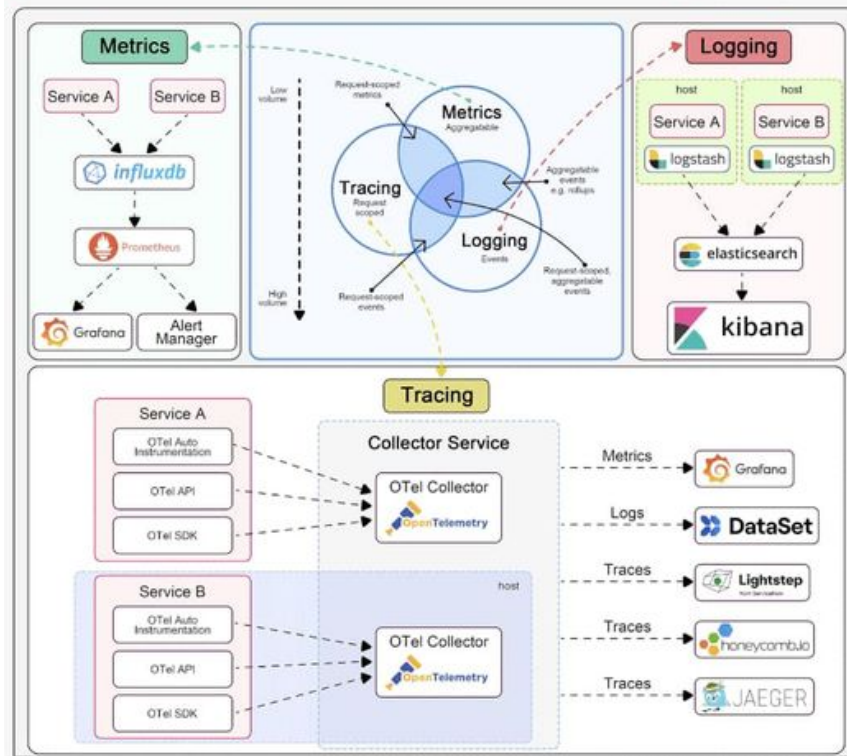 Metrics
Service A
Service B
influxdb
Prometheus
Grafana
Alert
Manager
Low
volume
High
volume
Request-scoped
metrics
Metrics
Aggregatable
Tracing
Request
scoped
Logging
Events
Aggregatable
events
e.g. rollups
Request-scoped
events
Request-scoped,
aggregatable
events
Logging
host
Service A
logstash
host
Service B
logstash
elasticsearch
kibana
Tracing
Service A
OTel Auto
Instrumentation
OTel API
OTel SDK
Service B
OTel Auto
Instrumentation
OTel API
OTel SDK
host
Collector Service
OTel Collector
OpenTelemetry
OTel Collector
OpenTelemetry
Metrics
Grafana
Logs
DataSet
Traces
Lightstep
Traces
honeycomb.io
Traces
JAEGER